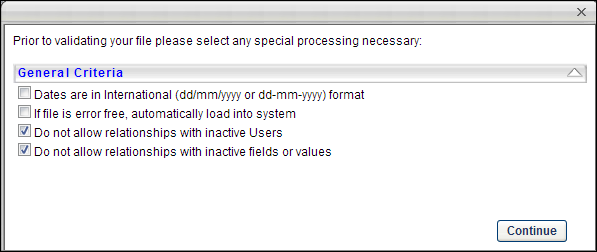 Prior to validating your file please select any special processing necessary:
General Criteria
Dates are in International (dd/mm/yyyy or dd-mm-yyyy) format
If file is error free, automatically load into system
Do not allow relationships with inactive Users
Do not allow relationships with inactive fields or values
Continue